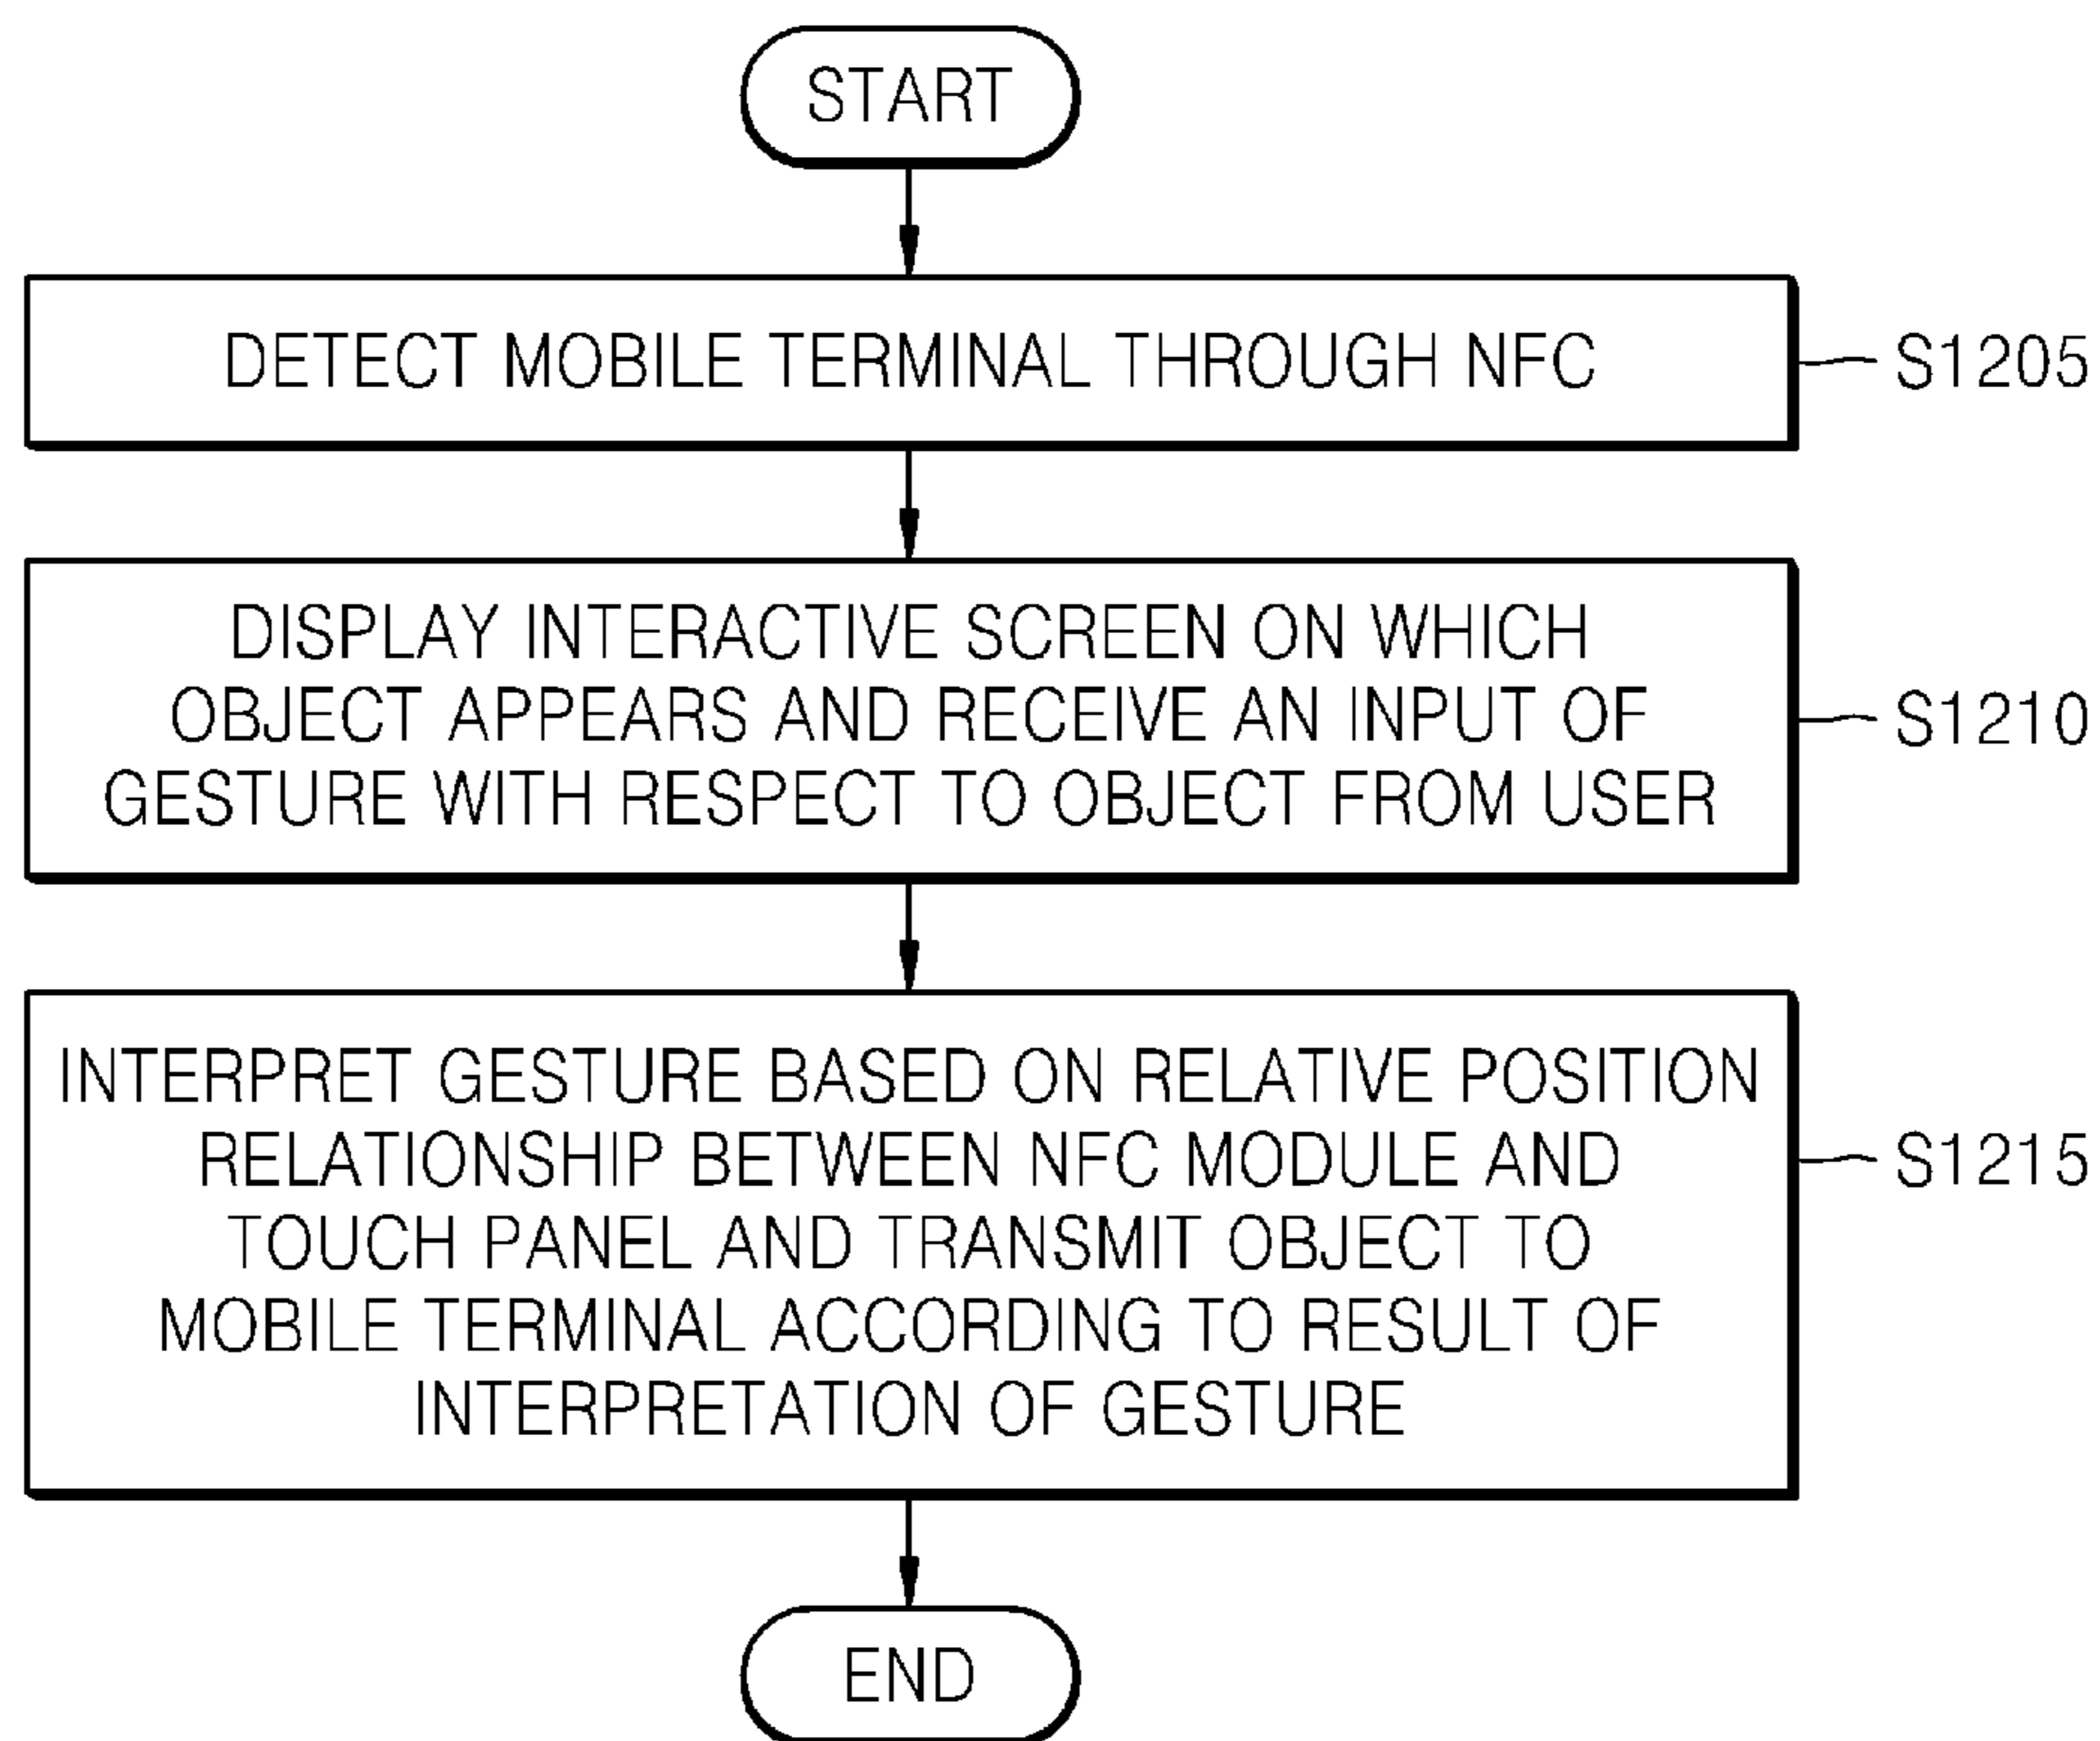 START
DETECT MOBILE TERMINAL THROUGH NFC
S1205
DISPLAY INTERACTIVE SCREEN ON WHICH
OBJECT APPEARS AND RECEIVE AN INPUT OF
GESTURE WITH RESPECT TO OBJECT FROM USER
S1210
INTERPRET GESTURE BASED ON RELATIVE POSITION
RELATIONSHIP BETWEEN NFC MODULE AND
TOUCH PANEL AND TRANSMIT OBJECT TO
MOBILE TERMINAL ACCORDING TO RESULT OF
INTERPRETATION OF GESTURE
S1215
END